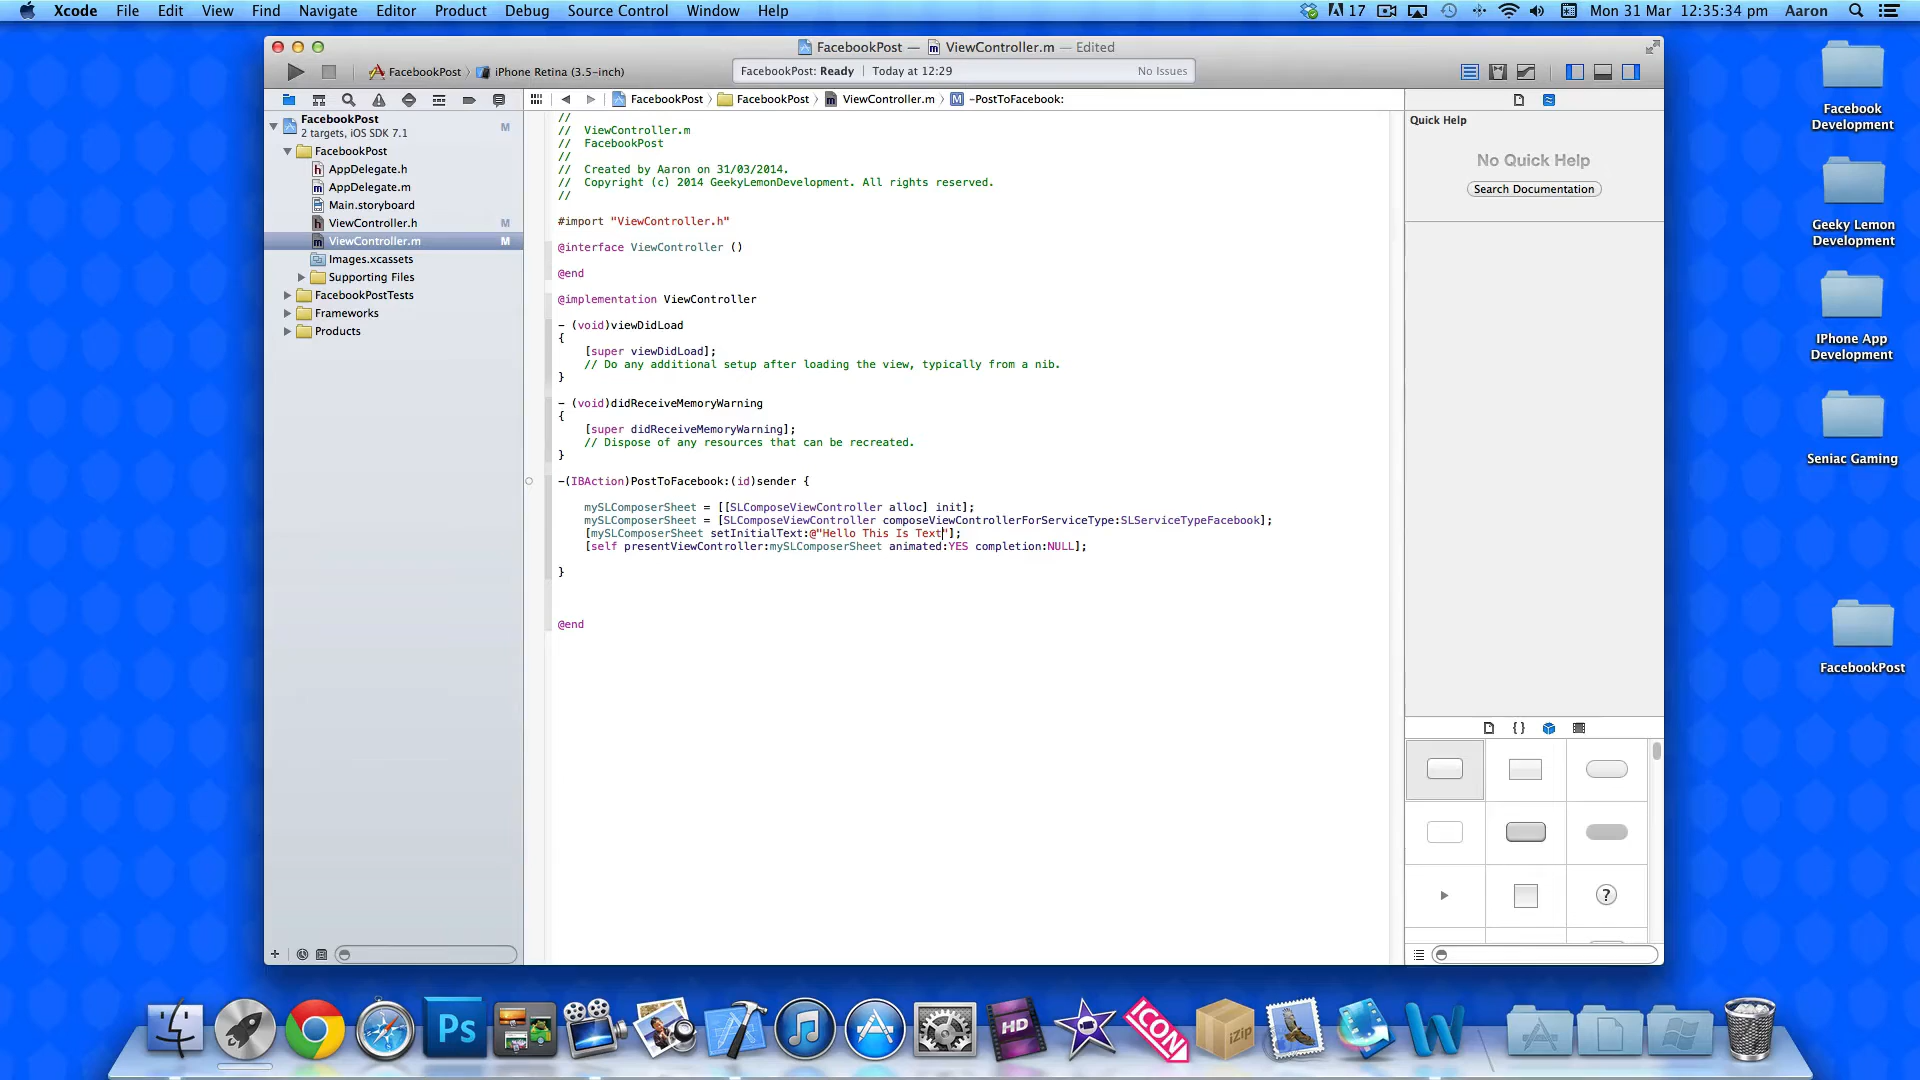 Xcode File Edit View Find Navigate Editor Product Debug Source Control Window Help 17 Mon 31 Mar 12:35:34 pm Aaron
FacebookPost — ViewController.m — Edited
FacebookPost iPhone Retina (3.5-inch)
FacebookPost: Ready Today at 12:29 No Issues
FacebookPost FacebookPost ViewController.m -PostToFacebook:
FacebookPost M
2 targets, iOS SDK 7.1
FacebookPost
AppDelegate.h
AppDelegate.m
Main.storyboard
ViewController.h M
ViewController.m M
Images.xcassets
Supporting Files
FacebookPostTests
Frameworks
Products
//
// ViewController.m
// FacebookPost
//
// Created by Aaron on 31/03/2014.
// Copyright (c) 2014 GeekyLemonDevelopment. All rights reserved.
//
#import "ViewController.h"
@interface ViewController ()
@end
@implementation ViewController
- (void)viewDidLoad
{
[super viewDidLoad];
// Do any additional setup after loading the view, typically from a nib.
}
- (void)didReceiveMemoryWarning
{
[super didReceiveMemoryWarning];
// Dispose of any resources that can be recreated.
}
-(IBAction)PostToFacebook:(id)sender {
mySLComposerSheet = [[SLComposeViewController alloc] init];
mySLComposerSheet = [SLComposeViewController composeViewControllerForServiceType:SLServiceTypeFacebook];
[mySLComposerSheet setInitialText:@"Hello This Is Text"];
[self presentViewController:mySLComposerSheet animated:YES completion:NULL];
}
@end
Quick Help
No Quick Help
Search Documentation
{ }
?
Facebook
Development
Geeky Lemon
Development
IPhone App
Development
Seniac Gaming
FacebookPost
Ps
HD
ICON
iZip
W